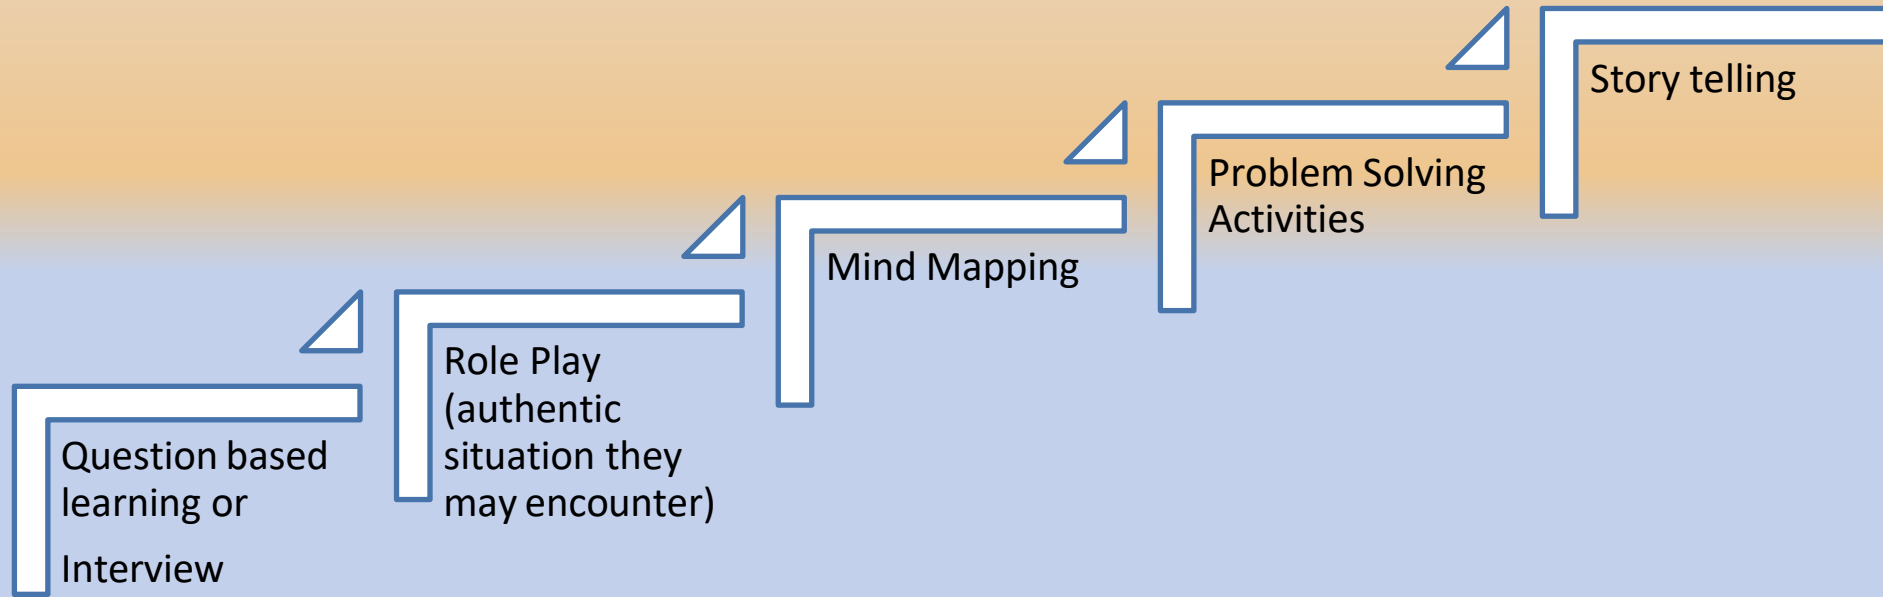 Question based
learning or
Interview
Role Play
(authentic
situation they
may encounter)
Mind Mapping
Problem Solving
Activities
Story telling